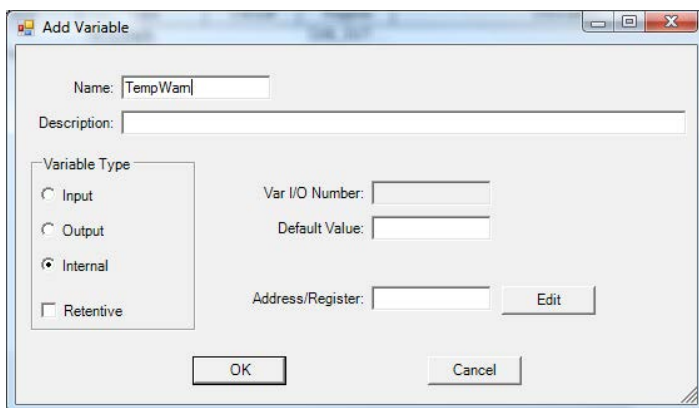 Add Variable
Name: TempWarn
Description:
Variable Type
Input
Output
Internal
Retentive
Var I/O Number:
Default Value:
Address/Register:
Edit
OK
Cancel